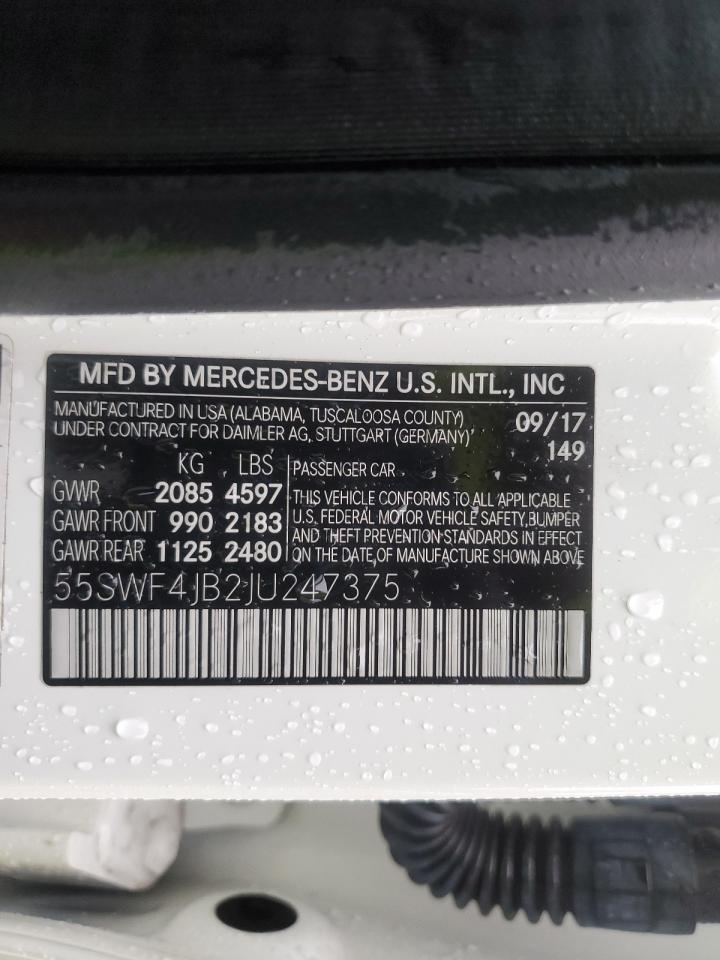 MFD BY MERCEDES-BENZ U.S. INTL., INC
MANUFACTURED IN USA (ALABAMA, TUSCALOOSA COUNTY) 09/17
UNDER CONTRACT FOR DAIMLER AG, STUTTGART (GERMANY) 149
KG LBS PASSENGER CAR
GVWR 2085 4597
GAWR FRONT 990 2183
GAWR REAR 1125 2480
THIS VEHICLE CONFORMS TO ALL APPLICABLE
U.S. FEDERAL MOTOR VEHICLE SAFETY, BUMPER
AND THEFT PREVENTION STANDARDS IN EFFECT
ON THE DATE OF MANUFACTURE SHOWN ABOVE
55SWF4JB2JU247375